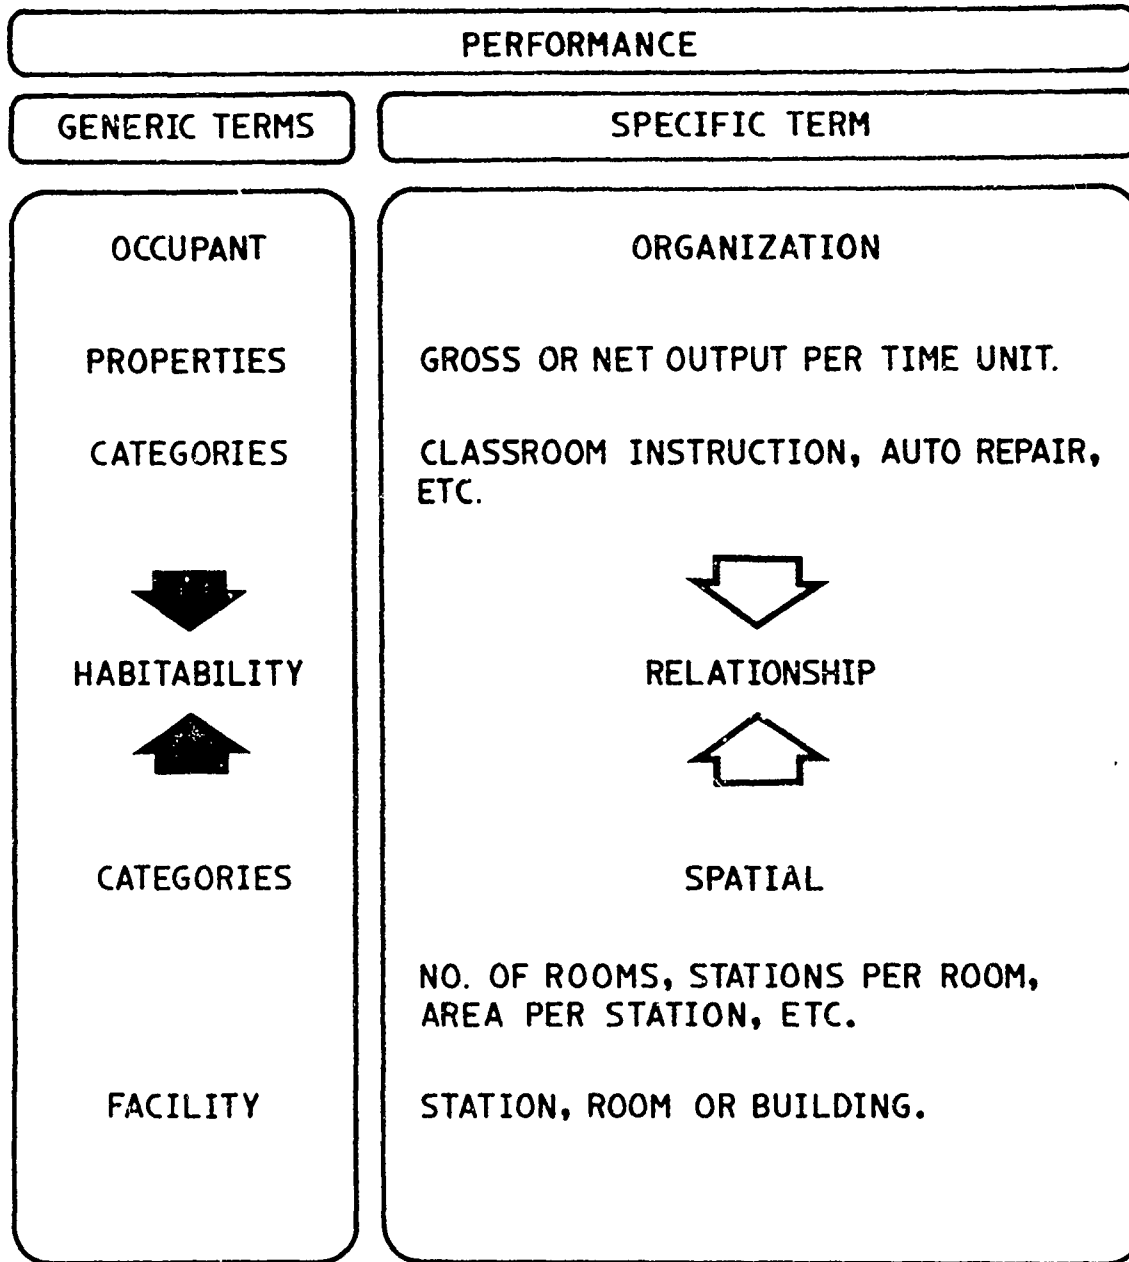 PERFORMANCE
GENERIC TERMS
SPECIFIC TERM
OCCUPANT
ORGANIZATION
PROPERTIES
GROSS OR NET OUTPUT PER TIME UNIT.
CATEGORIES
CLASSROOM INSTRUCTION, AUTO REPAIR,
ETC.
HABITABILITY
RELATIONSHIP
CATEGORIES
SPATIAL
NO. OF ROOMS, STATIONS PER ROOM,
AREA PER STATION, ETC.
FACILITY
STATION, ROOM OR BUILDING.